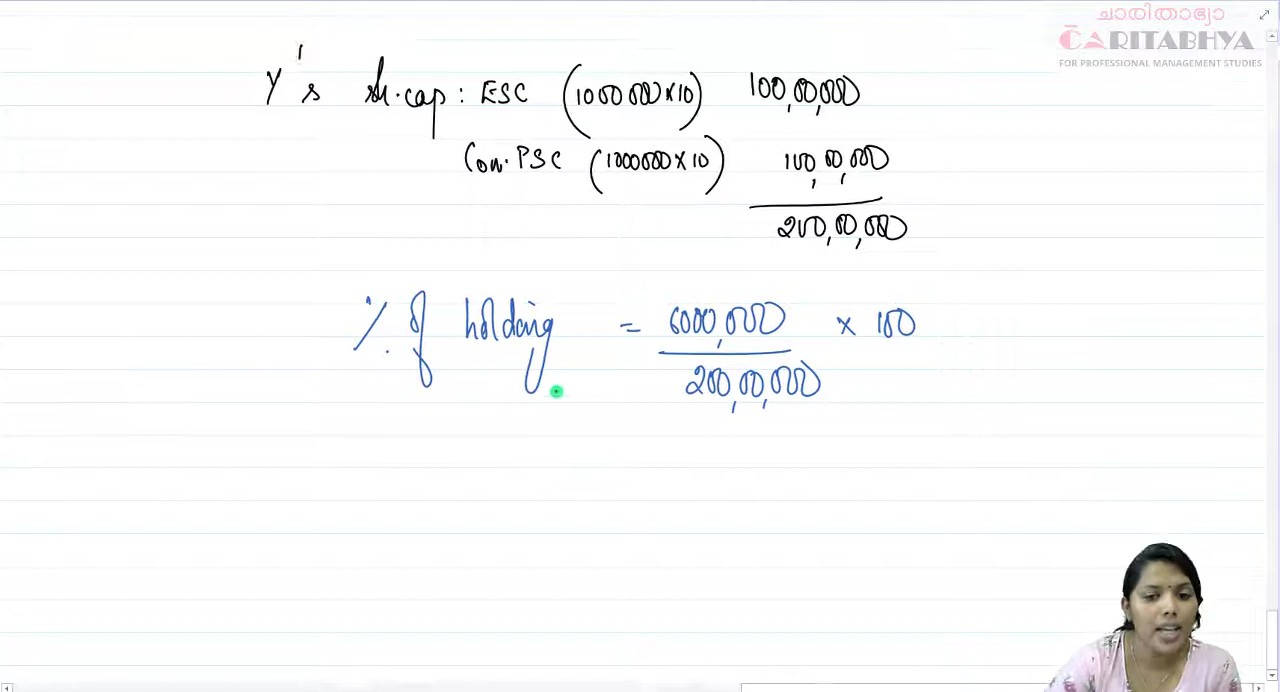 ചാരിതാഭ്യാ
CARITABHYA
FOR PROFESSIONAL MANAGEMENT STUDIES
Y's sh.cap: ESC (1000000×10) 100,00,000
Con. PSC (1000000×10) 100,00,000
200,00,000
% of holding = 6000,000 × 100
200,00,000